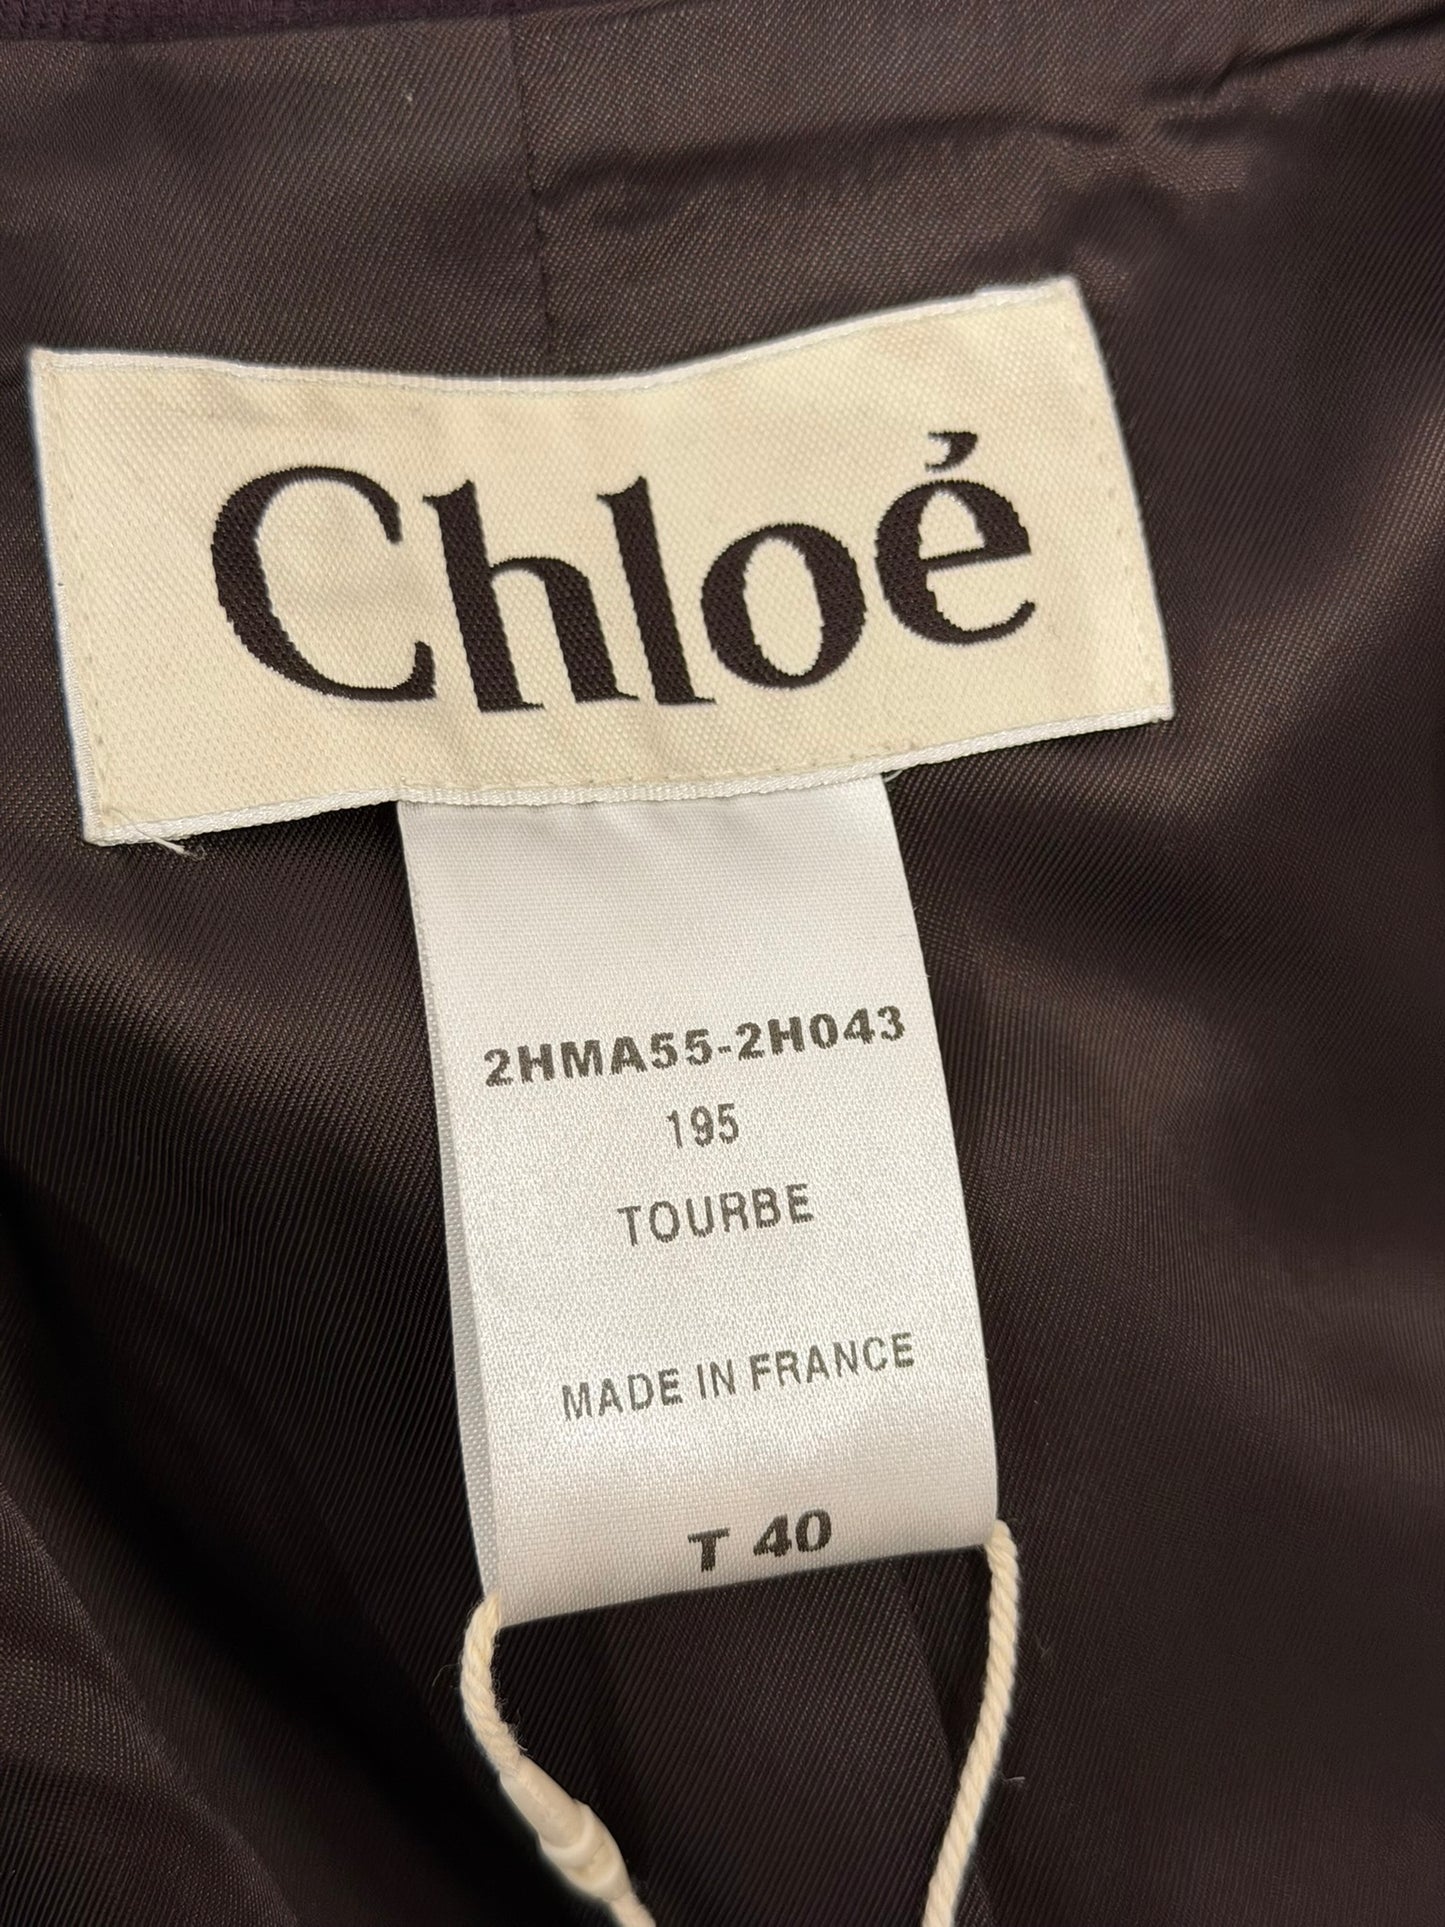 Chloé
2HMA55-2H043
195
TOURBE
MADE IN FRANCE
T 40